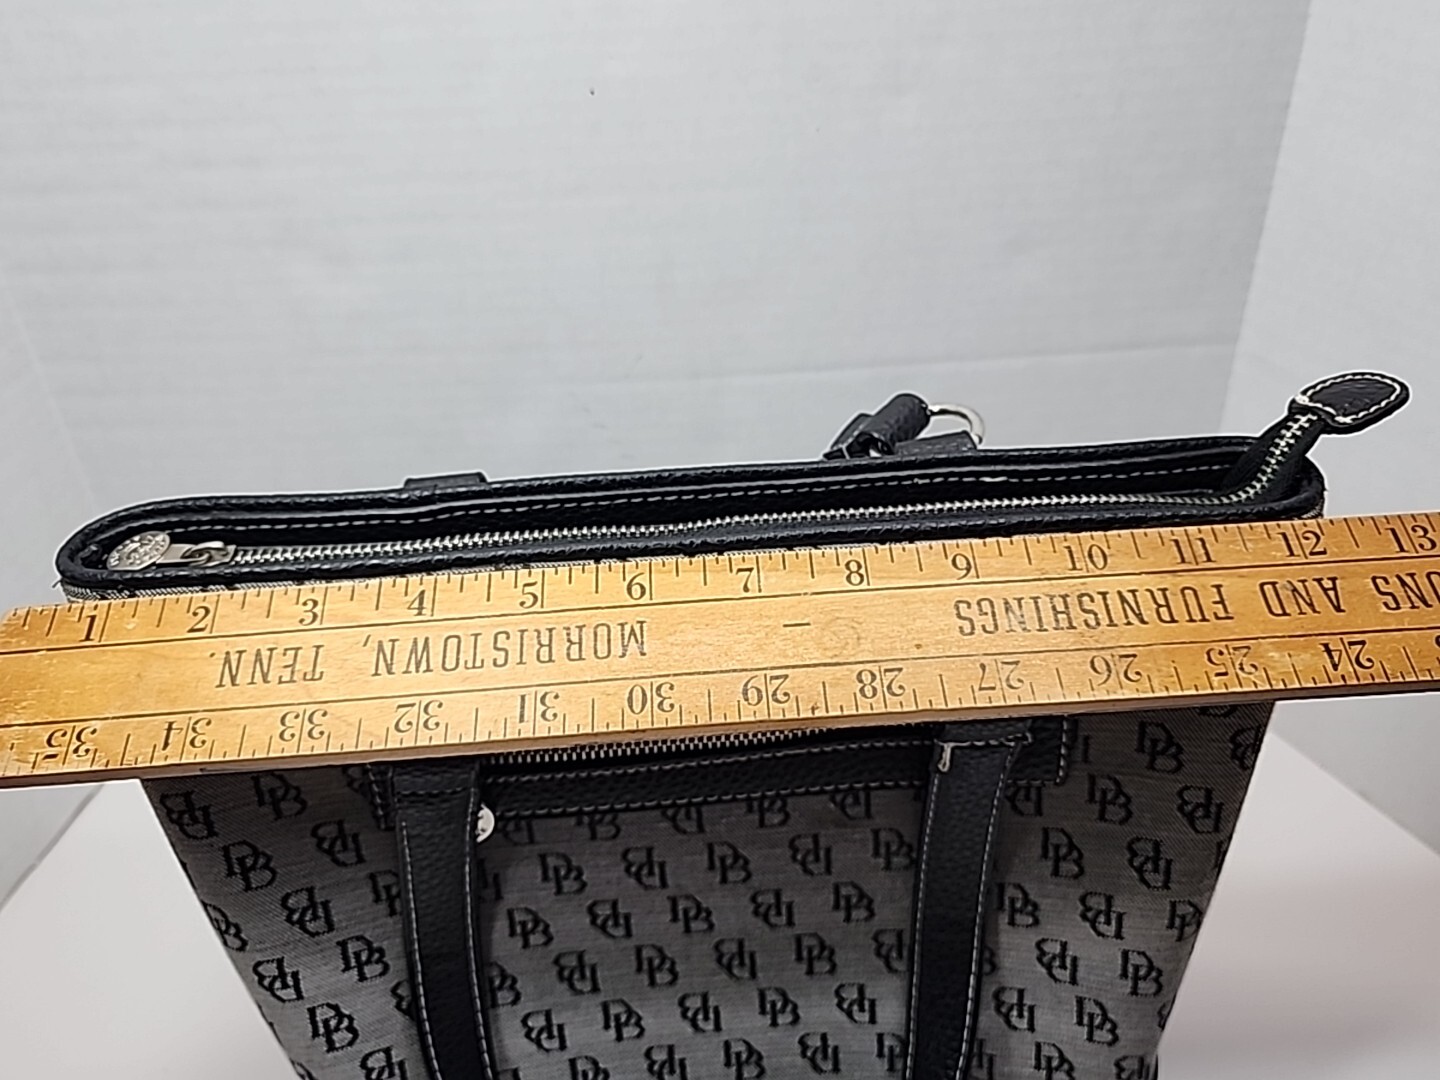 1 2 3 4 5 6 7 8 9 10 11 12 13
ONS AND FURNISHINGS — MORRISTOWN, TENN.
24 25 26 27 28 29 30 31 32 33 34 35